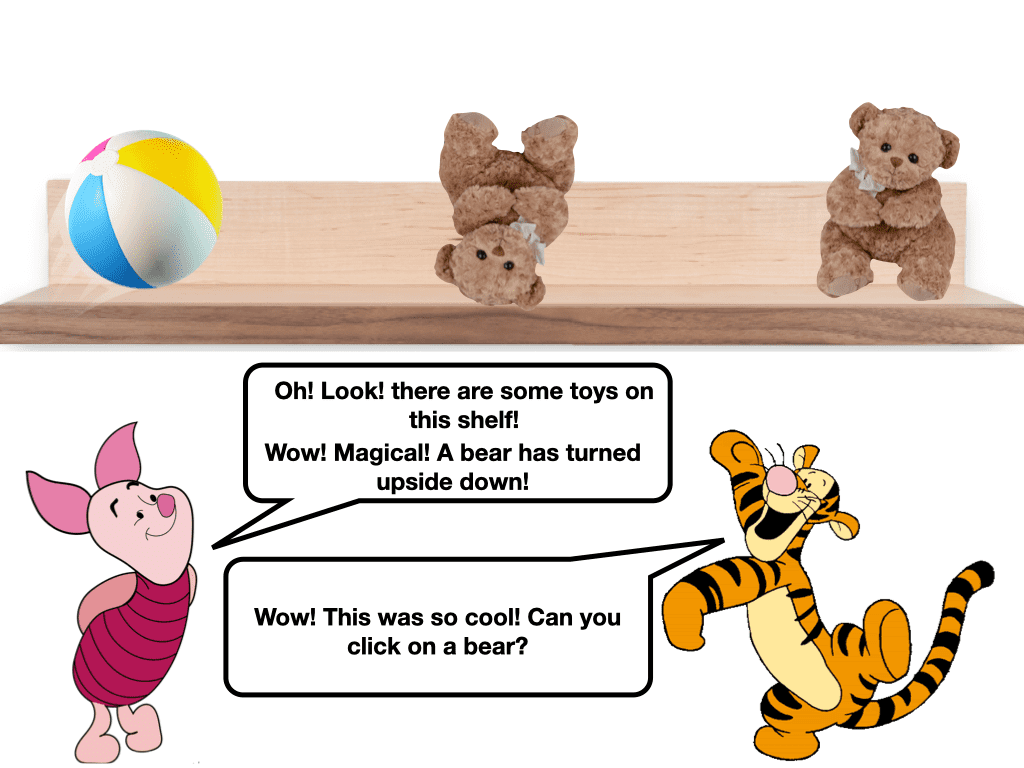 Oh! Look! there are some toys on
this shelf!
Wow! Magical! A bear has turned
upside down!
Wow! This was so cool! Can you
click on a bear?